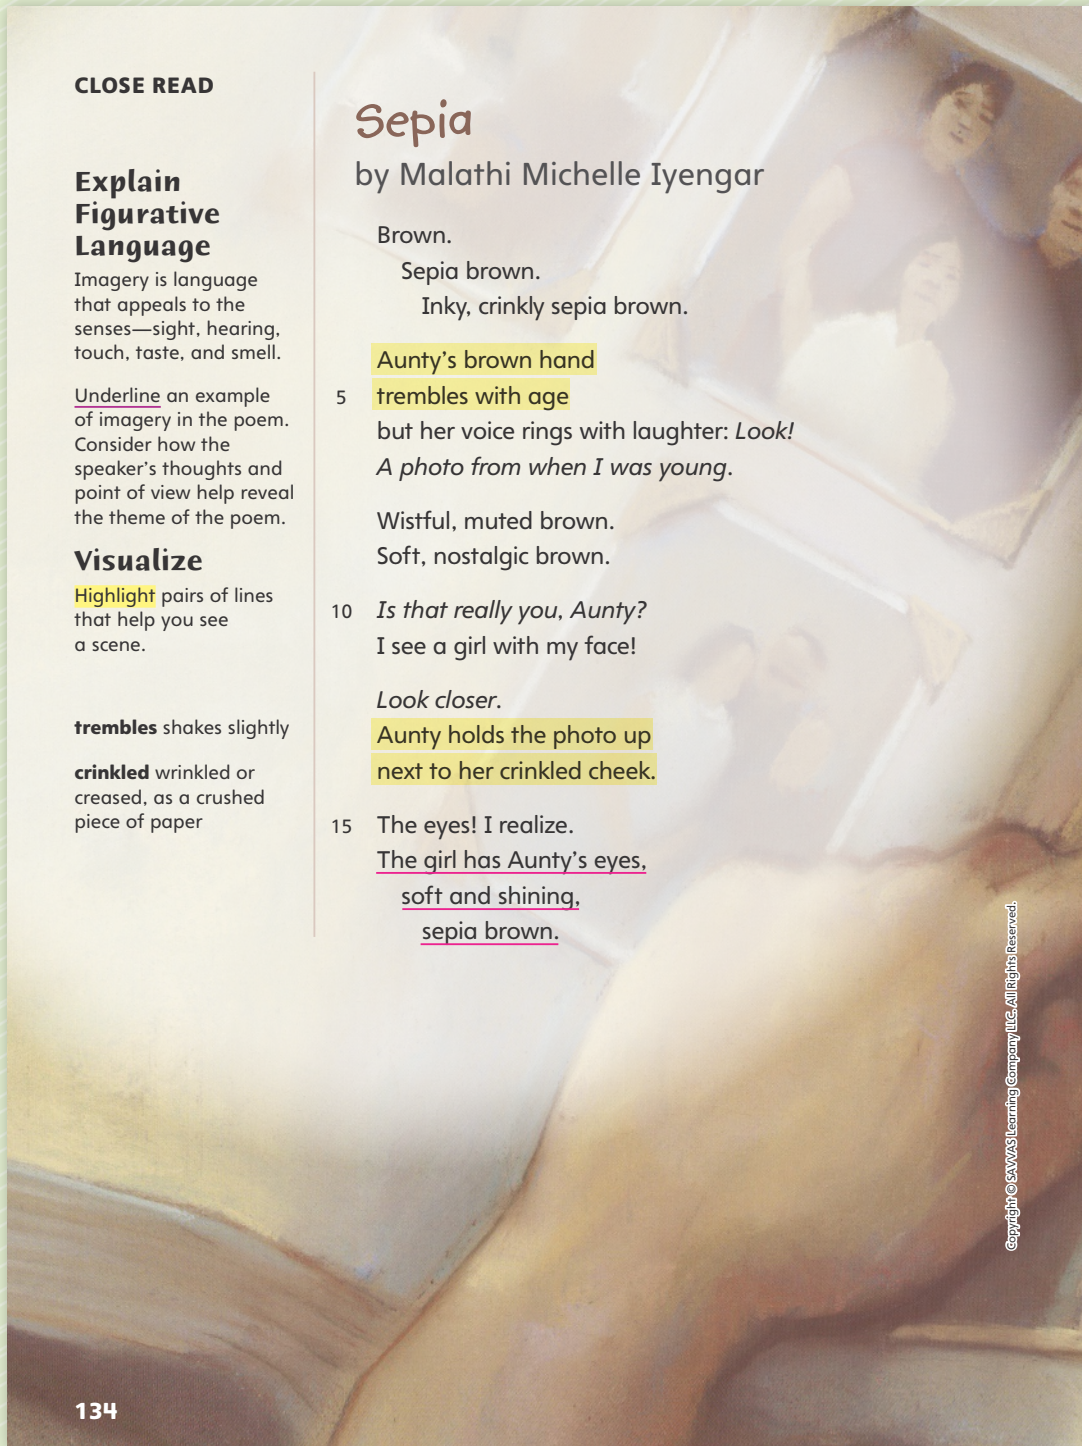 CLOSE READ
Explain
Figurative
Language
Imagery is language
that appeals to the
senses—sight, hearing,
touch, taste, and smell.
Underline an example
of imagery in the poem.
Consider how the
speaker's thoughts and
point of view help reveal
the theme of the poem.
Visualize
Highlight pairs of lines
that help you see
a scene.
trembles shakes slightly
crinkled wrinkled or
creased, as a crushed
piece of paper
Sepia
by Malathi Michelle Iyengar
Brown.
Sepia brown.
Inky, crinkly sepia brown.
Aunty's brown hand
5 trembles with age
but her voice rings with laughter: Look!
A photo from when I was young.
Wistful, muted brown.
Soft, nostalgic brown.
10 Is that really you, Aunty?
I see a girl with my face!
Look closer.
Aunty holds the photo up
next to her crinkled cheek.
15 The eyes! I realize.
The girl has Aunty's eyes,
soft and shining,
sepia brown.
Copyright © SAVVAS Learning Company LLC. All Rights Reserved.
134